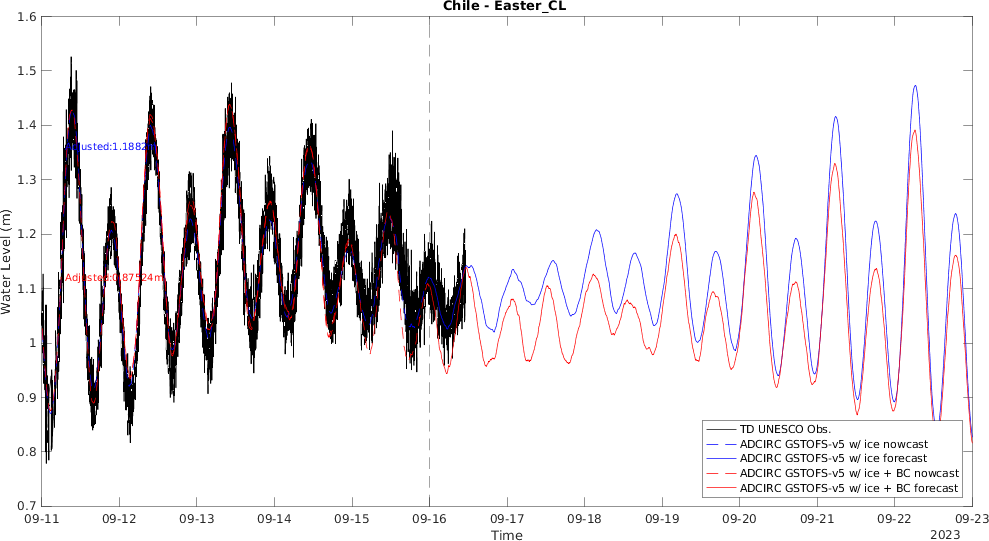 Chile - Easter_CL
1.6
1.5
1.4
1.3
1.2
1.1
1
0.9
0.8
0.7
Water Level (m)
Adjusted:0.87524m
TD UNESCO Obs.
ADCIRC GSTOFS-v5 w/ ice nowcast
ADCIRC GSTOFS-v5 w/ ice forecast
ADCIRC GSTOFS-v5 w/ ice + BC nowcast
ADCIRC GSTOFS-v5 w/ ice + BC forecast
09-11 09-12 09-13 09-14 09-15 09-16 09-17 09-18 09-19 09-20 09-21 09-22 09-23
Time
2023